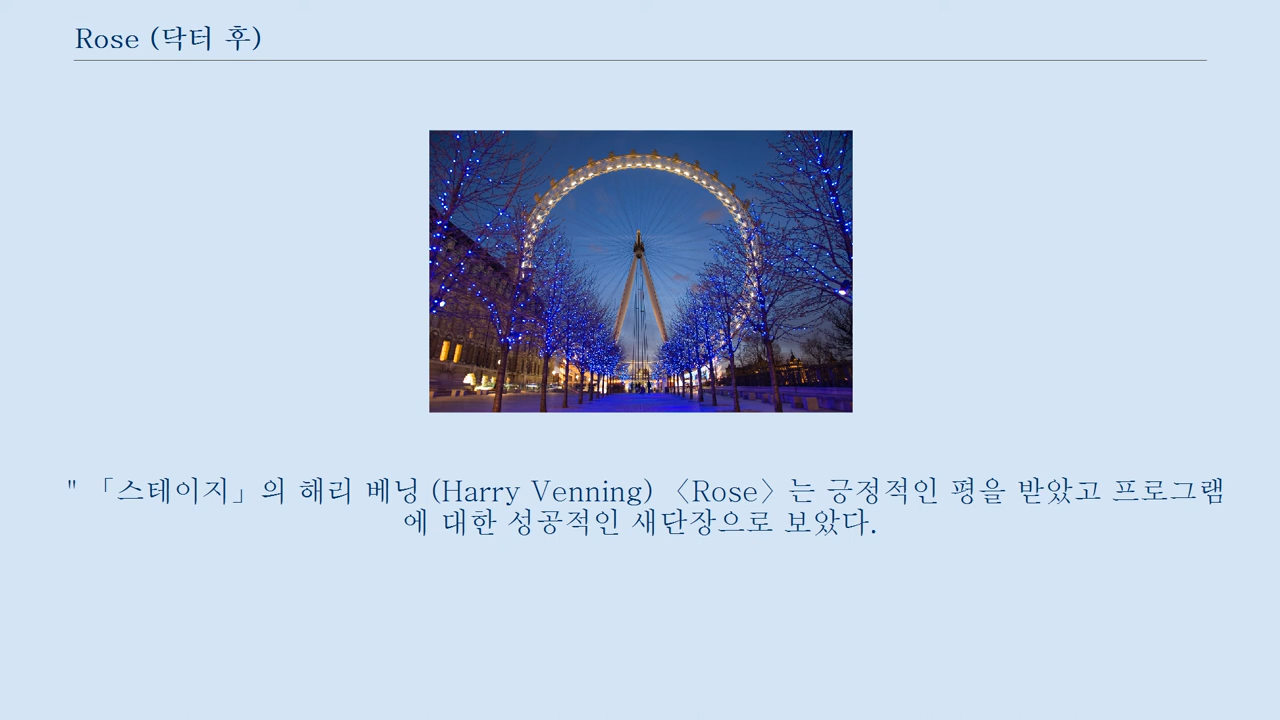 Rose (닥터 후)
" 「스테이지」의 해리 베닝 (Harry Venning) 〈Rose〉는 긍정적인 평을 받았고 프로그램
에 대한 성공적인 새단장으로 보았다.